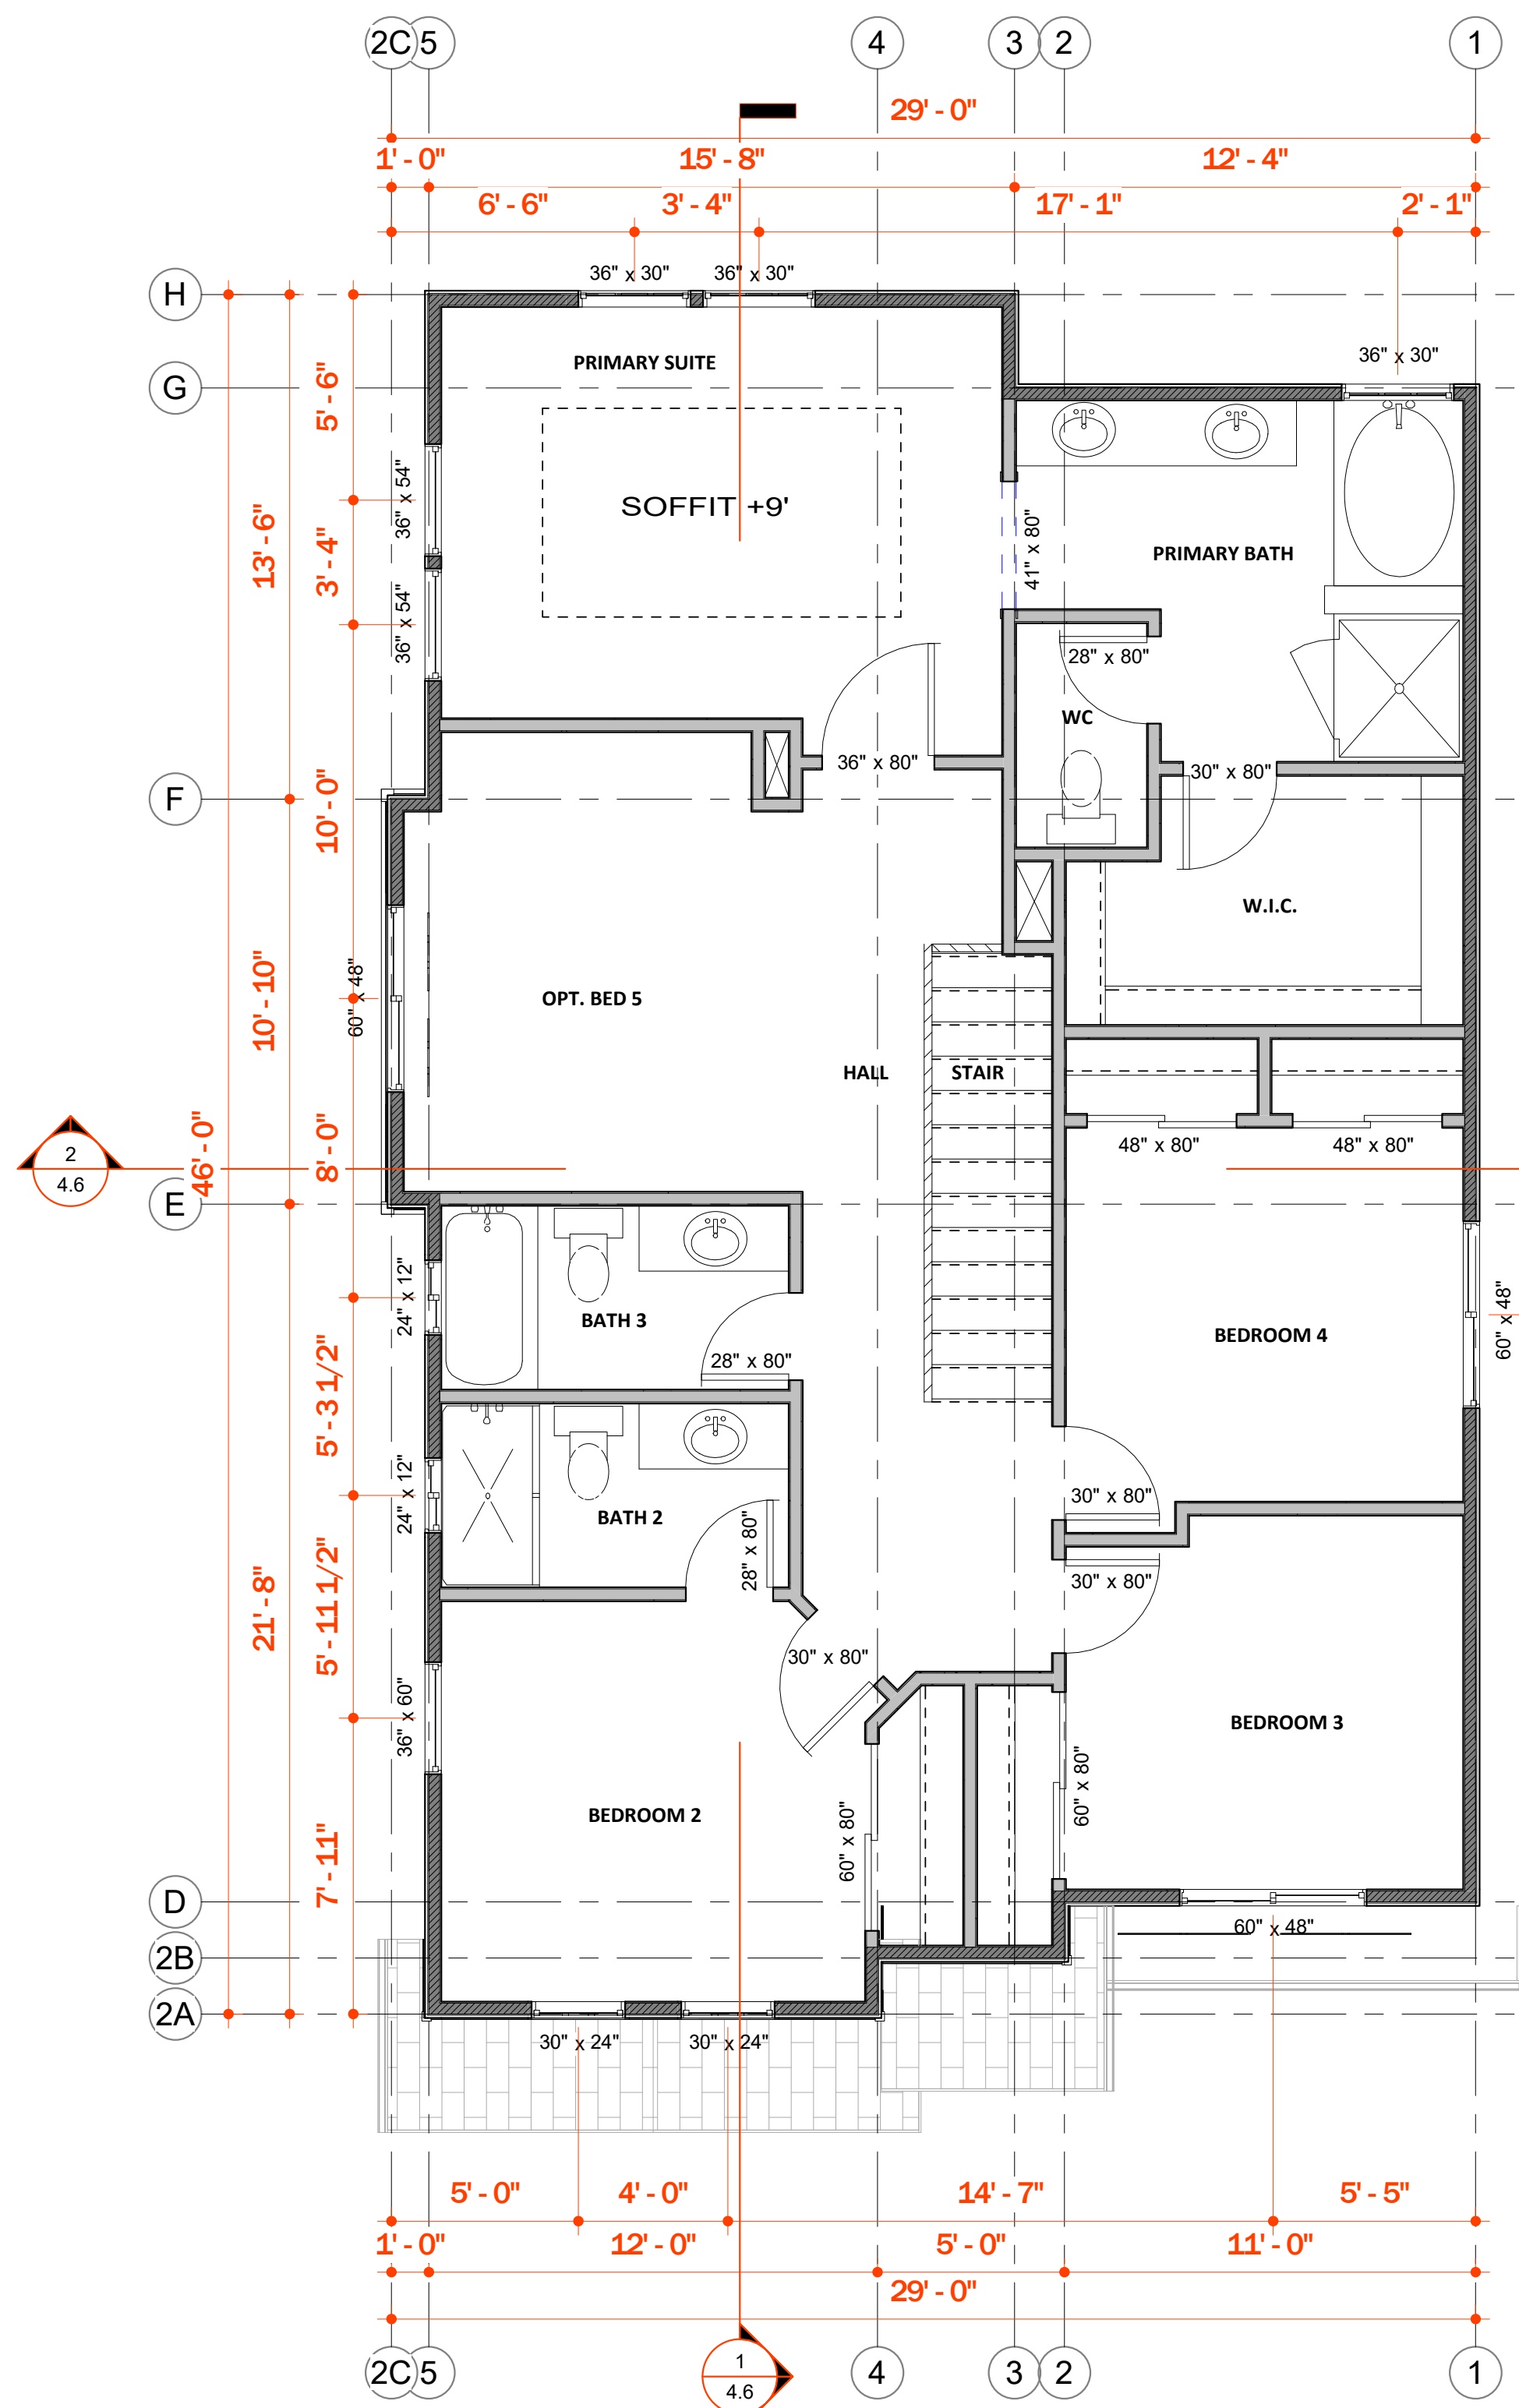 2C 5 4 3 2 1
29' - 0"
1' - 0" 15' - 8" 12' - 4"
6' - 6" 3' - 4" 17' - 1" 2' - 1"
36" x 30" 36" x 30"
H
36" x 30"
PRIMARY SUITE
G
5' - 6"
36" x 54"
SOFFIT +9'
13' - 6"
3' - 4"
41" x 80"
PRIMARY BATH
36" x 54"
28" x 80"
WC
36" x 80"
30" x 80"
F
10' - 0"
W.I.C.
10' - 10"
60" x 48"
OPT. BED 5
HALL
STAIR
2
4.6
46' - 0"
8' - 0"
48" x 80" 48" x 80"
E
24" x 12"
BATH 3
BEDROOM 4
60" x 48"
28" x 80"
5' - 3 1/2"
24" x 12"
BATH 2
28" x 80"
30" x 80"
30" x 80"
21' - 8"
5' - 11 1/2"
36" x 60"
30" x 80"
BEDROOM 3
60" x 80"
BEDROOM 2
60" x 80"
7' - 11"
D
60" x 48"
2B
2A
30" x 24" 30" x 24"
5' - 0" 4' - 0" 14' - 7" 5' - 5"
1' - 0" 12' - 0" 5' - 0" 11' - 0"
29' - 0"
2C 5 4 3 2 1
1
4.6